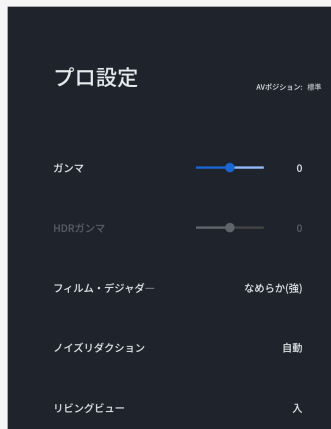 プロ設定
AVポジション: 標準
ガンマ 0
HDRガンマ 0
フィルム・デジャダー なめらか(強)
ノイズリダクション 自動
リビングビュー 入